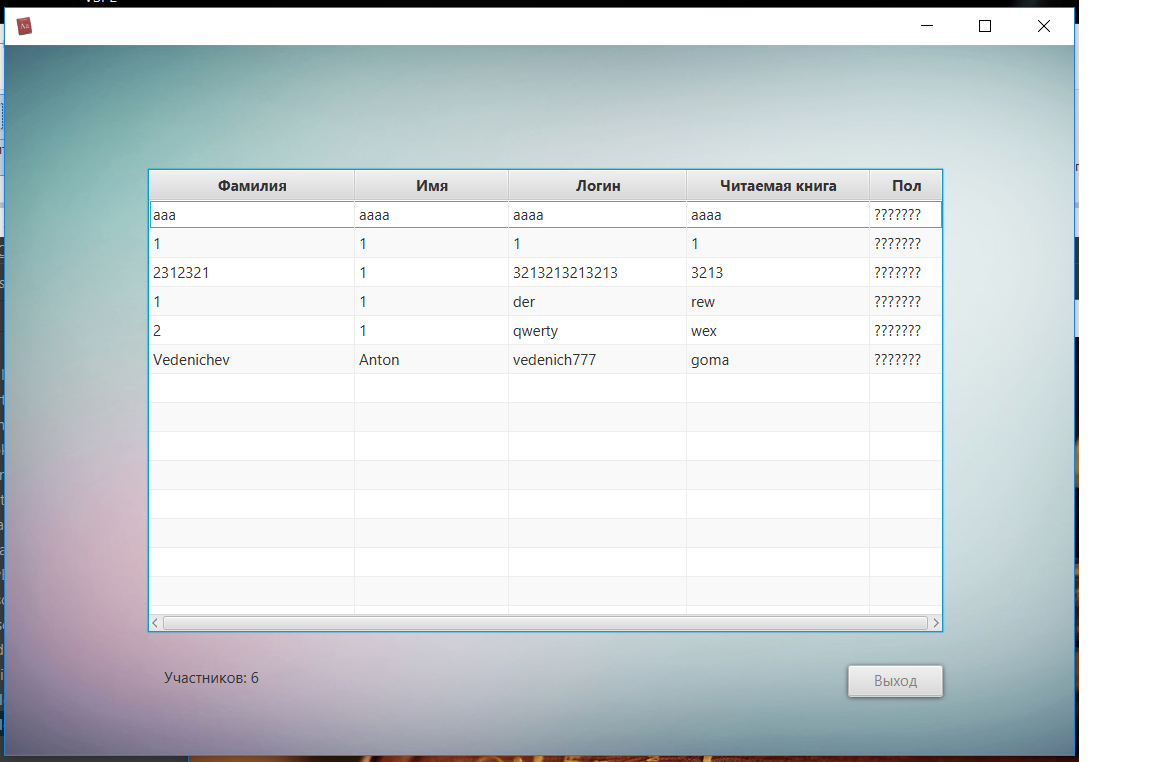 Фамилия Имя Логин Читаемая книга Пол
aaa aaaa aaaa aaaa ???????
1 1 1 1 ???????
2312321 1 3213213213213 3213 ???????
1 1 der rew ???????
2 1 qwerty wex ???????
Vedenichev Anton vedenich777 goma ???????
Участников: 6
Выход